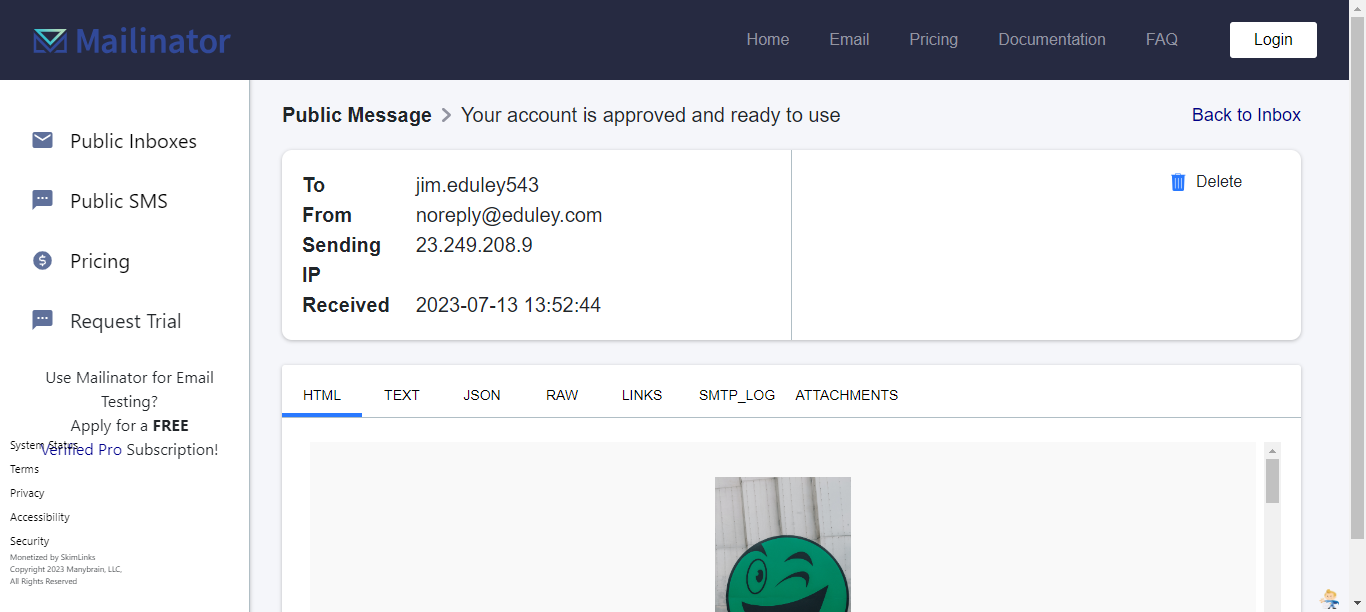 Mailinator
Home
Email
Pricing
Documentation
FAQ
Login
Public Inboxes
Public SMS
Pricing
Request Trial
Use Mailinator for Email
Testing?
Apply for a FREE
Verified Pro Subscription!
System Status
Terms
Privacy
Accessibility
Security
Monetized by SkimLinks
Copyright 2023 Manybrain, LLC,
All Rights Reserved
Public Message > Your account is approved and ready to use
Back to Inbox
To jim.eduley543
From noreply@eduley.com
Sending 23.249.208.9
IP
Received 2023-07-13 13:52:44
Delete
HTML
TEXT
JSON
RAW
LINKS
SMTP_LOG
ATTACHMENTS